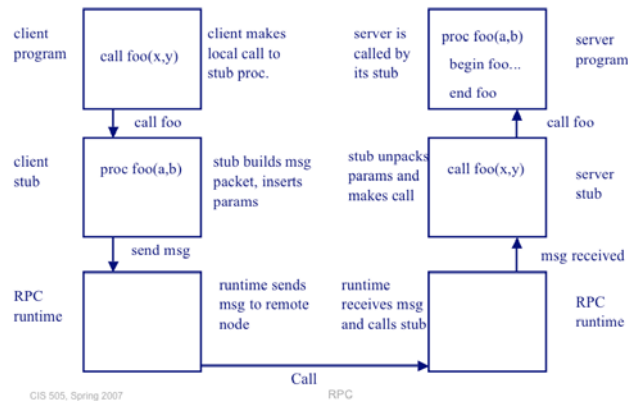 client
program
call foo(x,y)
client makes
local call to
stub proc.
server is
called by
its stub
proc foo(a,b)
begin foo...
end foo
server
program
call foo
call foo
client
stub
proc foo(a,b)
stub builds msg
packet, inserts
params
stub unpacks
params and
makes call
call foo(x,y)
server
stub
send msg
msg received
RPC
runtime
runtime sends
msg to remote
node
runtime
receives msg
and calls stub
RPC
runtime
Call
CIS 505, Spring 2007
RPC